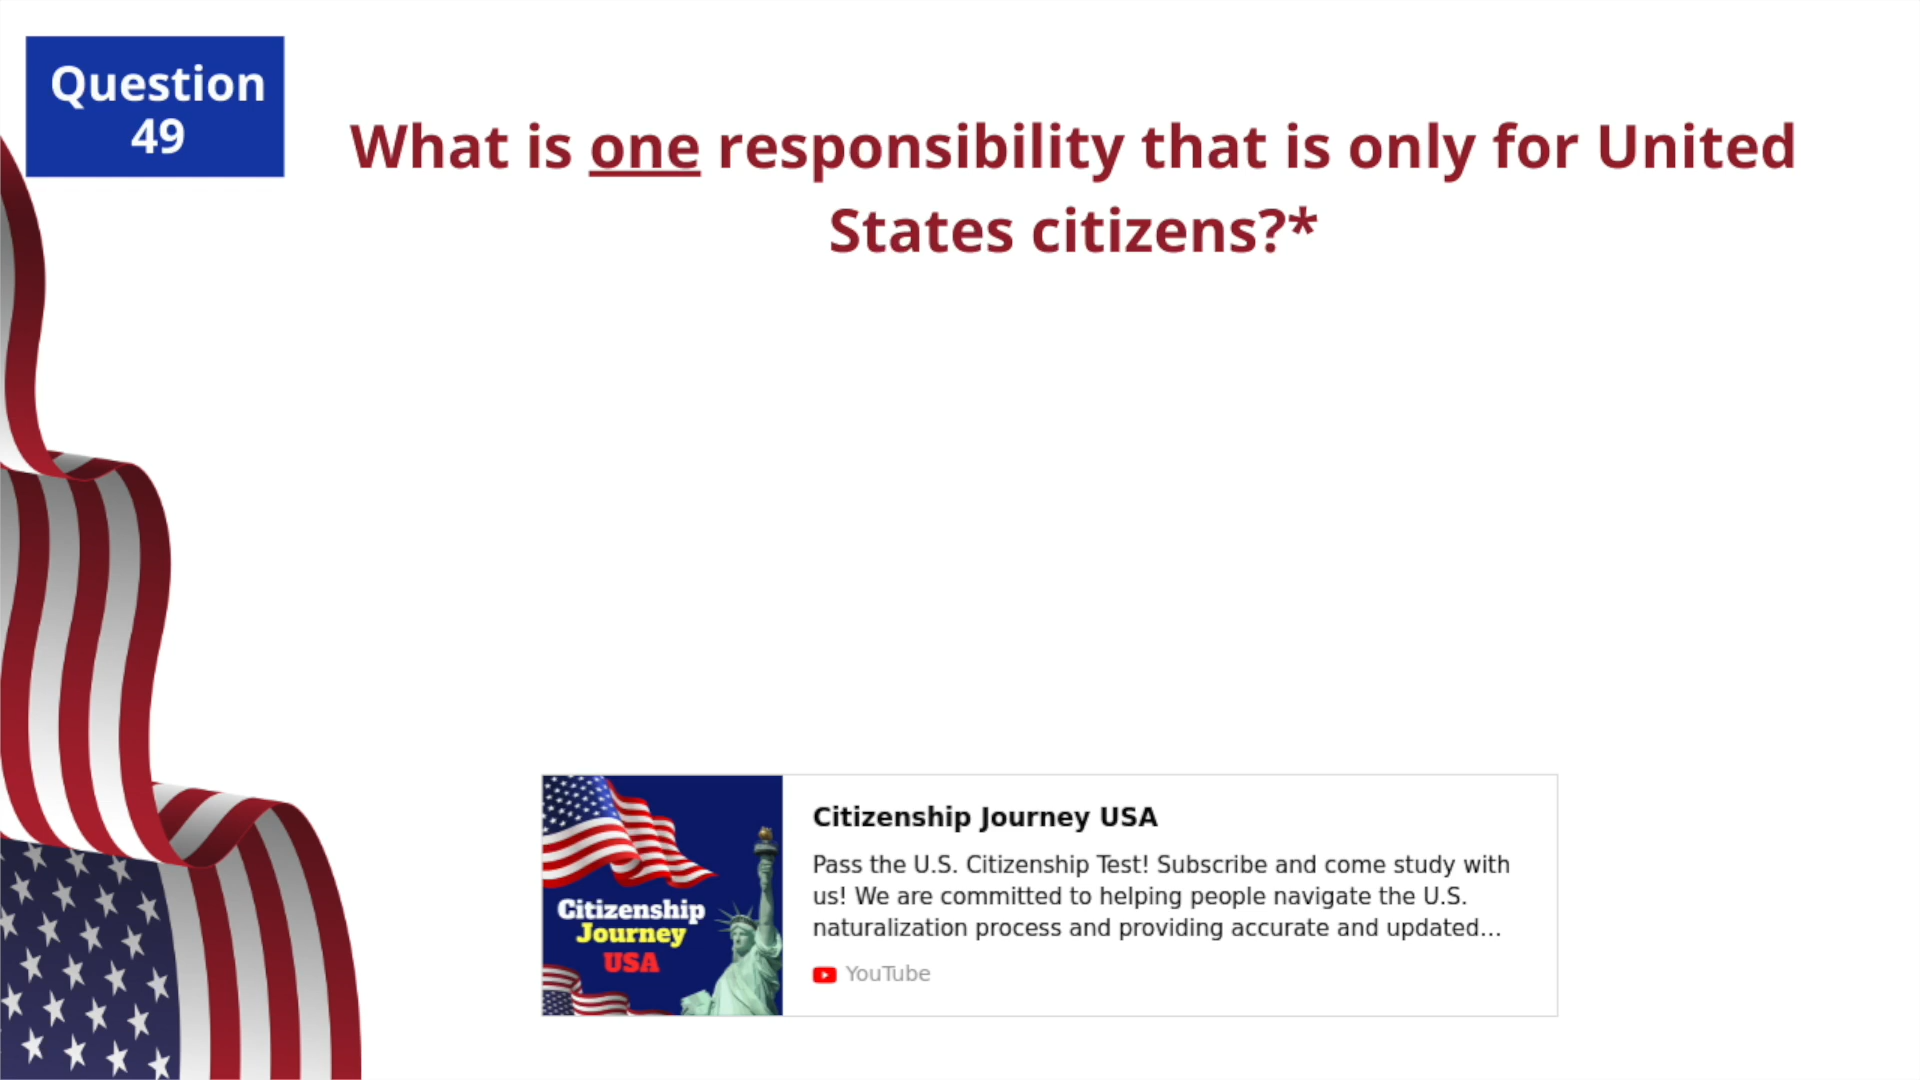 Question
49
What is one responsibility that is only for United
States citizens?*
Citizenship
Journey
USA
Citizenship Journey USA
Pass the U.S. Citizenship Test! Subscribe and come study with
us! We are committed to helping people navigate the U.S.
naturalization process and providing accurate and updated...
YouTube